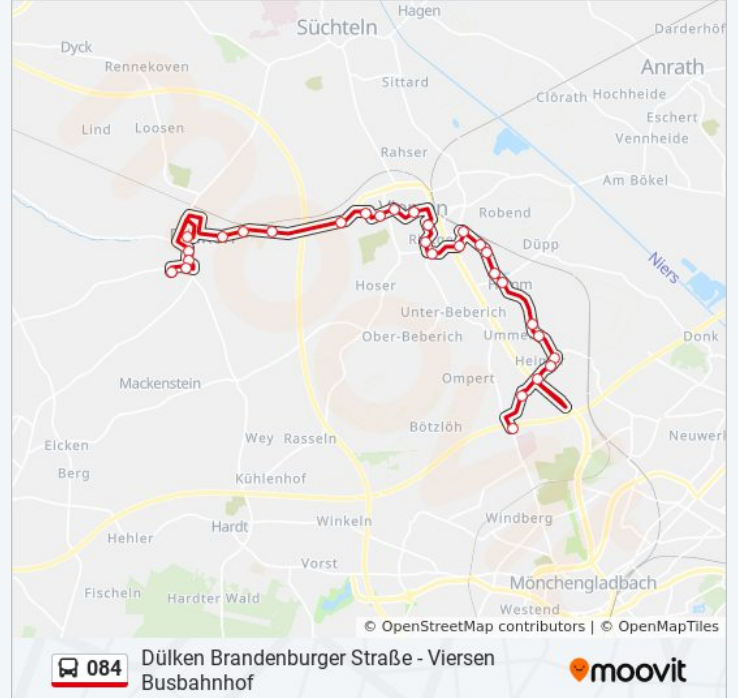 Hagen
Süchteln
Darderhöf
Dyck
Rennekoven
Anrath
Sittard
Clörath Hochheide
Eschert
Lind Loosen
Vennheide
Rahser
Am Bökel
Robend
Düpp
Niers
Hoser
Unter-Beberich
Ober-Beberich
Donk
Mackenstein
Ompert
Bötzlöh
Neuwerk
Eicken
Wey Rasseln
Berg
Kühlenhof
Windberg
Hardt
Winkeln
Hehler
Vorst
Mönchengladbach
Fischeln
Hardter Wald
Westend
© OpenStreetMap contributors | © OpenMapTiles
084
Dülken Brandenburger Straße - Viersen
Busbahnhof
moovit